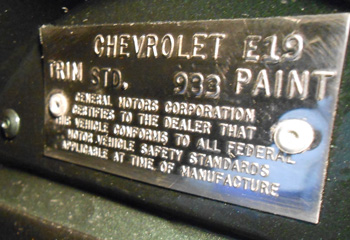 CHEVROLET E19
TRIM STD. 933 PAINT
GENERAL MOTORS CORPORATION
CERTIFIES TO THE DEALER THAT
THIS VEHICLE CONFORMS TO ALL FEDERAL
MOTOR VEHICLE SAFETY STANDARDS
APPLICABLE AT TIME OF MANUFACTURE